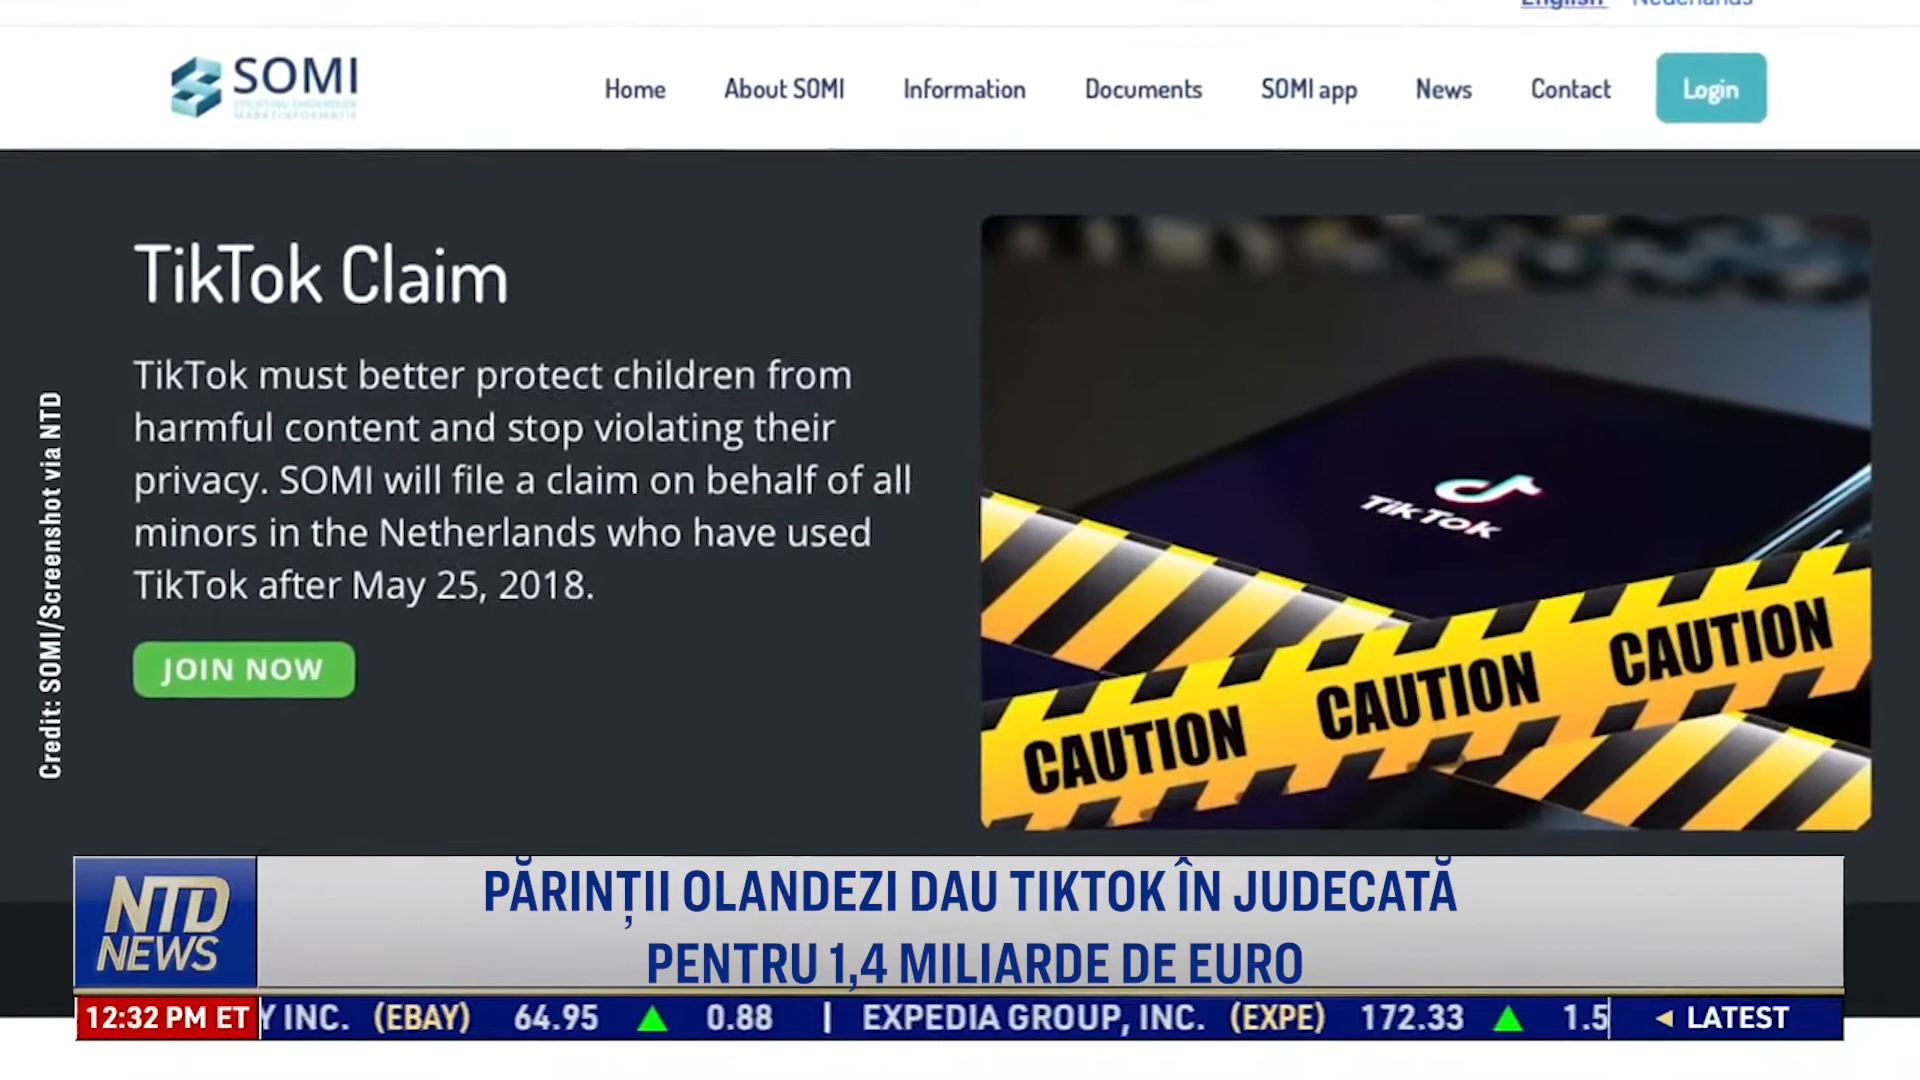 English Nederlands
SOMI
Home About SOMI Information Documents SOMI app News Contact Login
TikTok Claim
TikTok must better protect children from
harmful content and stop violating their
privacy. SOMI will file a claim on behalf of all
minors in the Netherlands who have used
TikTok after May 25, 2018.
JOIN NOW
TikTok
CAUTION CAUTION CAUTION
Credit: SOMI/Screenshot via NTD
NTD
NEWS
PĂRINȚII OLANDEZI DAU TIKTOK ÎN JUDECATĂ
PENTRU 1,4 MILIARDE DE EURO
12:32 PM ET Y INC. (EBAY) 64.95 ▲ 0.88 | EXPEDIA GROUP, INC. (EXPE) 172.33 ▲ 1.5 ◄ LATEST